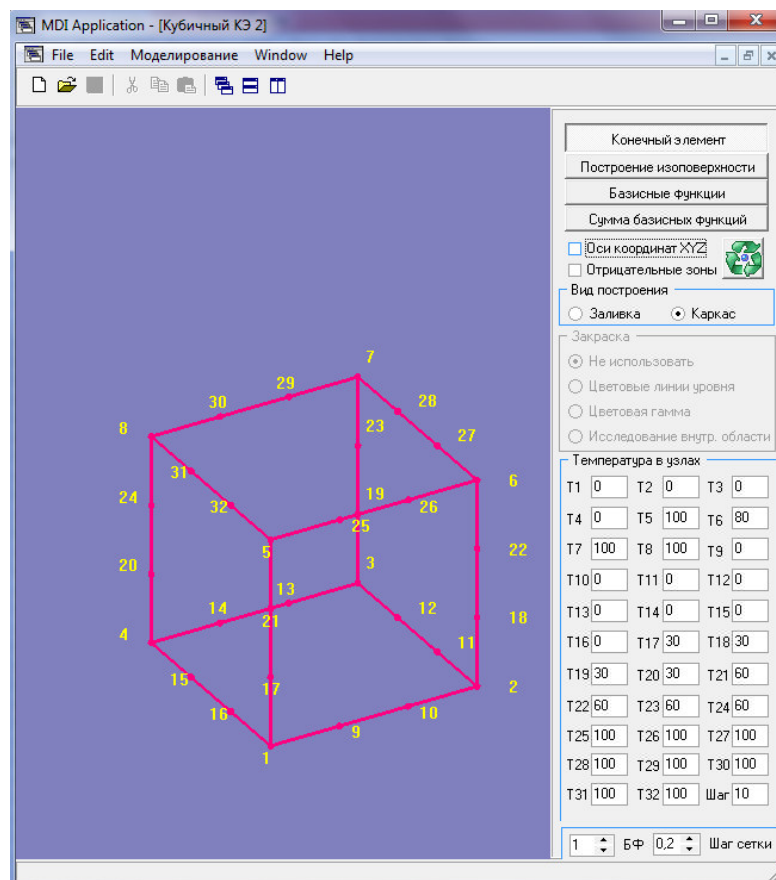 MDI Application - [Кубичный КЭ 2]
File Edit Моделирование Window Help
Конечный элемент
Построение изоповерхности
Базисные функции
Сумма базисных функций
Оси координат XYZ
Отрицательные зоны
Вид построения
Заливка Каркас
Закраска
Не использовать
Цветовые линии уровня
Цветовая гамма
Исследование внутр. области
Температура в узлах
T1 0 T2 0 T3 0
T4 0 T5 100 T6 80
T7 100 T8 100 T9 0
T10 0 T11 0 T12 0
T13 0 T14 0 T15 0
T16 0 T17 30 T18 30
T19 30 T20 30 T21 60
T22 60 T23 60 T24 60
T25 100 T26 100 T27 100
T28 100 T29 100 T30 100
T31 100 T32 100 Шаг 10
1 БФ 0,2 Шаг сетки
7
29
30 28
8 23 27
31 19 6
24 32 26
25
5 22
20 3
13
14 12 18
4 21
11
15 17 2
16 10
9
1